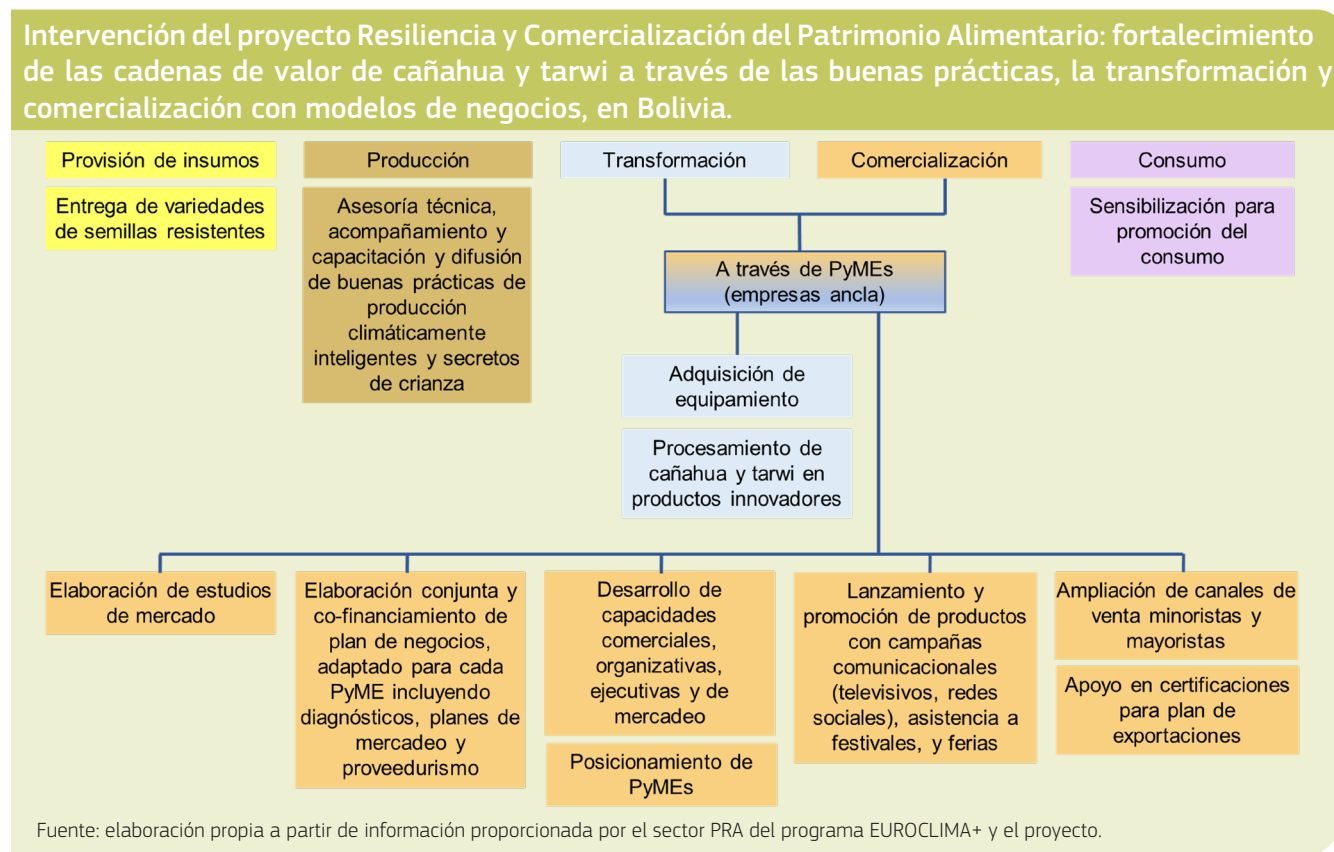 Intervención del proyecto Resiliencia y Comercialización del Patrimonio Alimentario: fortalecimiento
de las cadenas de valor de cañahua y tarwi a través de las buenas prácticas, la transformación y
comercialización con modelos de negocios, en Bolivia.
Provisión de insumos
Producción
Transformación
Comercialización
Consumo
Entrega de variedades
de semillas resistentes
Asesoría técnica,
acompañamiento y
capacitación y difusión
de buenas prácticas de
producción
climáticamente
inteligentes y secretos
de crianza
Sensibilización para
promoción del
consumo
A través de PyMEs
(empresas ancla)
Adquisición de
equipamiento
Procesamiento de
cañahua y tarwi en
productos innovadores
Elaboración de estudios
de mercado
Elaboración conjunta y
co-financiamiento de
plan de negocios,
adaptado para cada
PyME incluyendo
diagnósticos, planes de
mercadeo y
proveedurismo
Desarrollo de
capacidades
comerciales,
organizativas,
ejecutivas y de
mercadeo
Posicionamiento de
PyMEs
Lanzamiento y
promoción de productos
con campañas
comunicacionales
(televisivos, redes
sociales), asistencia a
festivales, y ferias
Ampliación de canales de
venta minoristas y
mayoristas
Apoyo en certificaciones
para plan de
exportaciones
Fuente: elaboración propia a partir de información proporcionada por el sector PRA del programa EUROCLIMA+ y el proyecto.